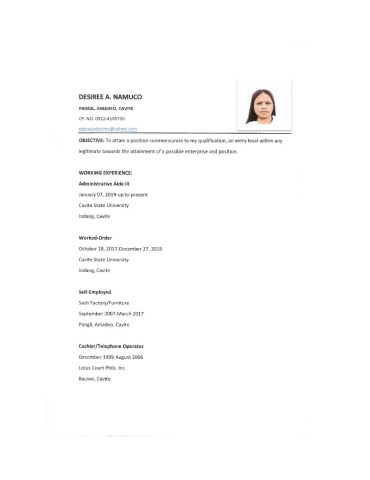 DESIREE A. NAMUCO
PANGIL, AMADEO, CAVITE
CP. NO. 0922-4109730
OBJECTIVE: To attain a position commensurate to my qualification, an entry level within any
legitimate towards the attainment of a possible enterprise and position.
WORKING EXPERIENCE:
Administrative Aide III
January 07, 2019-up to present
Cavite State University
Indang, Cavite
Worked-Order
October 18, 2017-December 27, 2018
Cavite State University
Indang, Cavite
Self-Employed
Sash Factory/Furniture
September 2007-March 2017
Pangil, Amadeo, Cavite
Cashier/Telephone Operator
December 1999-August 2006
Lotus Court Phils. Inc.
Bacoor, Cavite